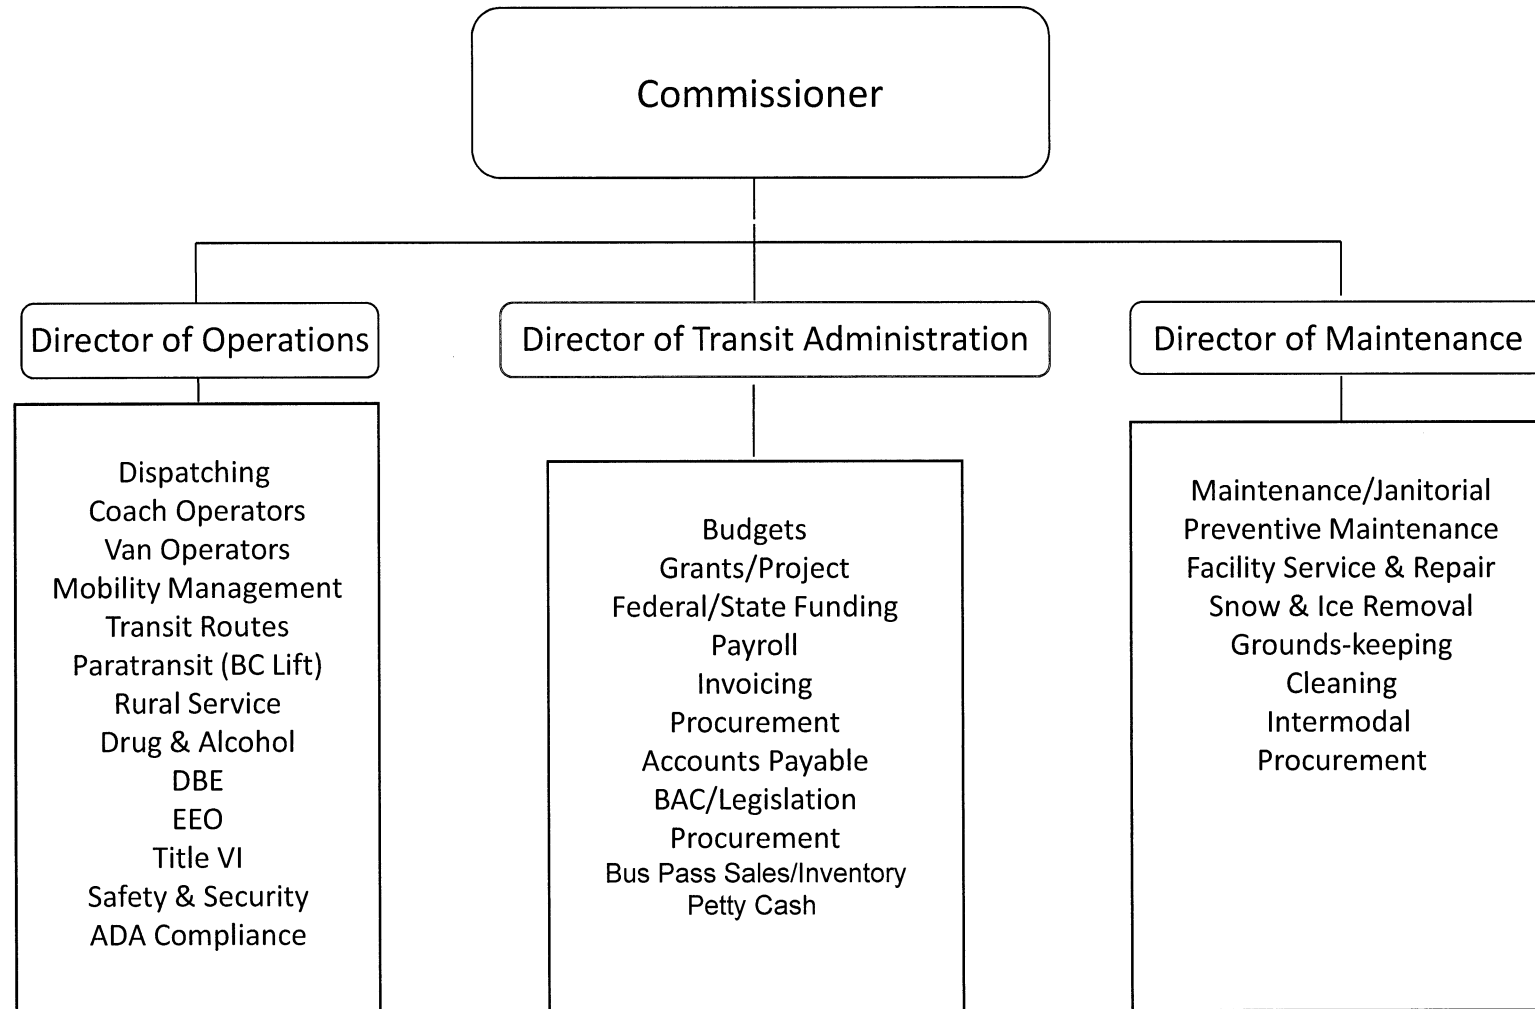 Commissioner
Director of Operations
Director of Transit Administration
Director of Maintenance
Dispatching
Coach Operators
Van Operators
Mobility Management
Transit Routes
Paratransit (BC Lift)
Rural Service
Drug & Alcohol
DBE
EEO
Title VI
Safety & Security
ADA Compliance
Budgets
Grants/Project
Federal/State Funding
Payroll
Invoicing
Procurement
Accounts Payable
BAC/Legislation
Procurement
Bus Pass Sales/Inventory
Petty Cash
Maintenance/Janitorial
Preventive Maintenance
Facility Service & Repair
Snow & Ice Removal
Grounds-keeping
Cleaning
Intermodal
Procurement